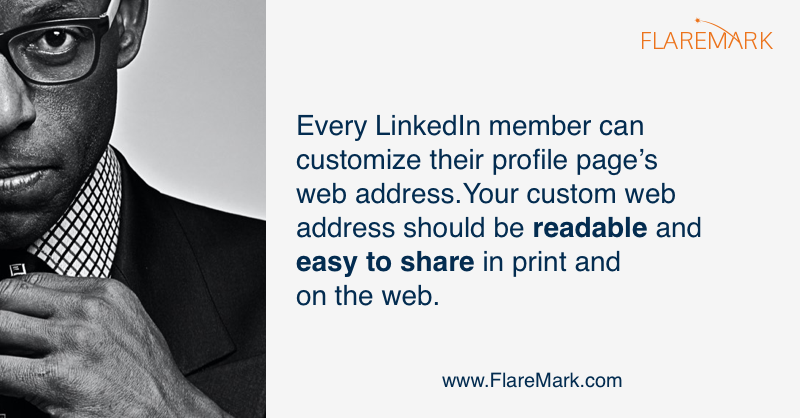 FLAREMARK
Every LinkedIn member can
customize their profile page’s
web address.Your custom web
address should be readable and
easy to share in print and
on the web.
www.FlareMark.com